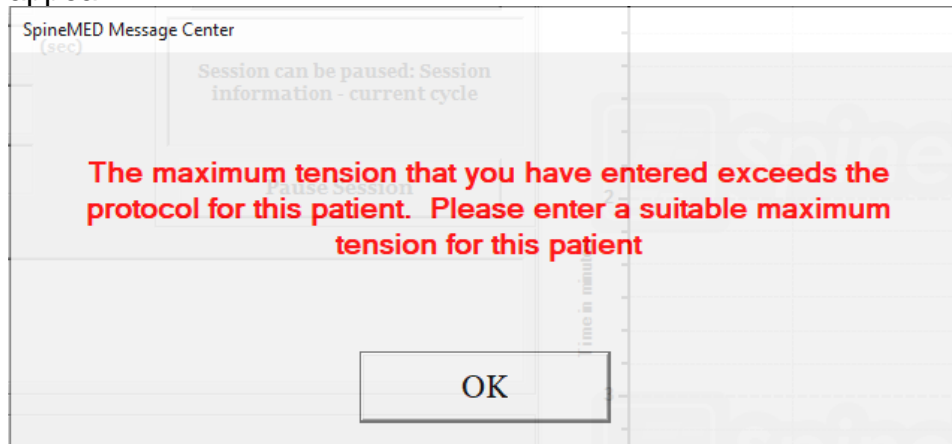 SpineMED Message Center
(sec)
Session can be paused: Session
information - current cycle
The maximum tension that you have entered exceeds the
Pause Session
protocol for this patient.  Please enter a suitable maximum
2
tension for this patient
Time in minut
OK
3
Spine